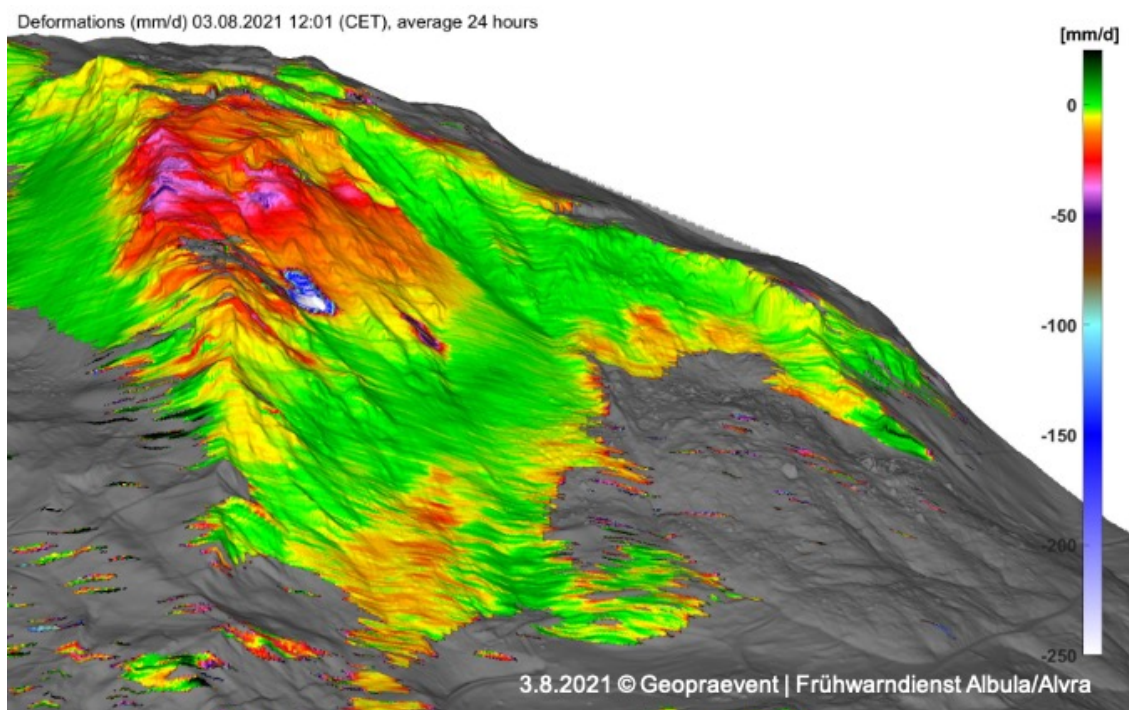 Deformations (mm/d) 03.08.2021 12:01 (CET), average 24 hours
[mm/d]
0
-50
-100
-150
-200
-250
3.8.2021 © Geopraevent | Frühwarndienst Albula/Alvra